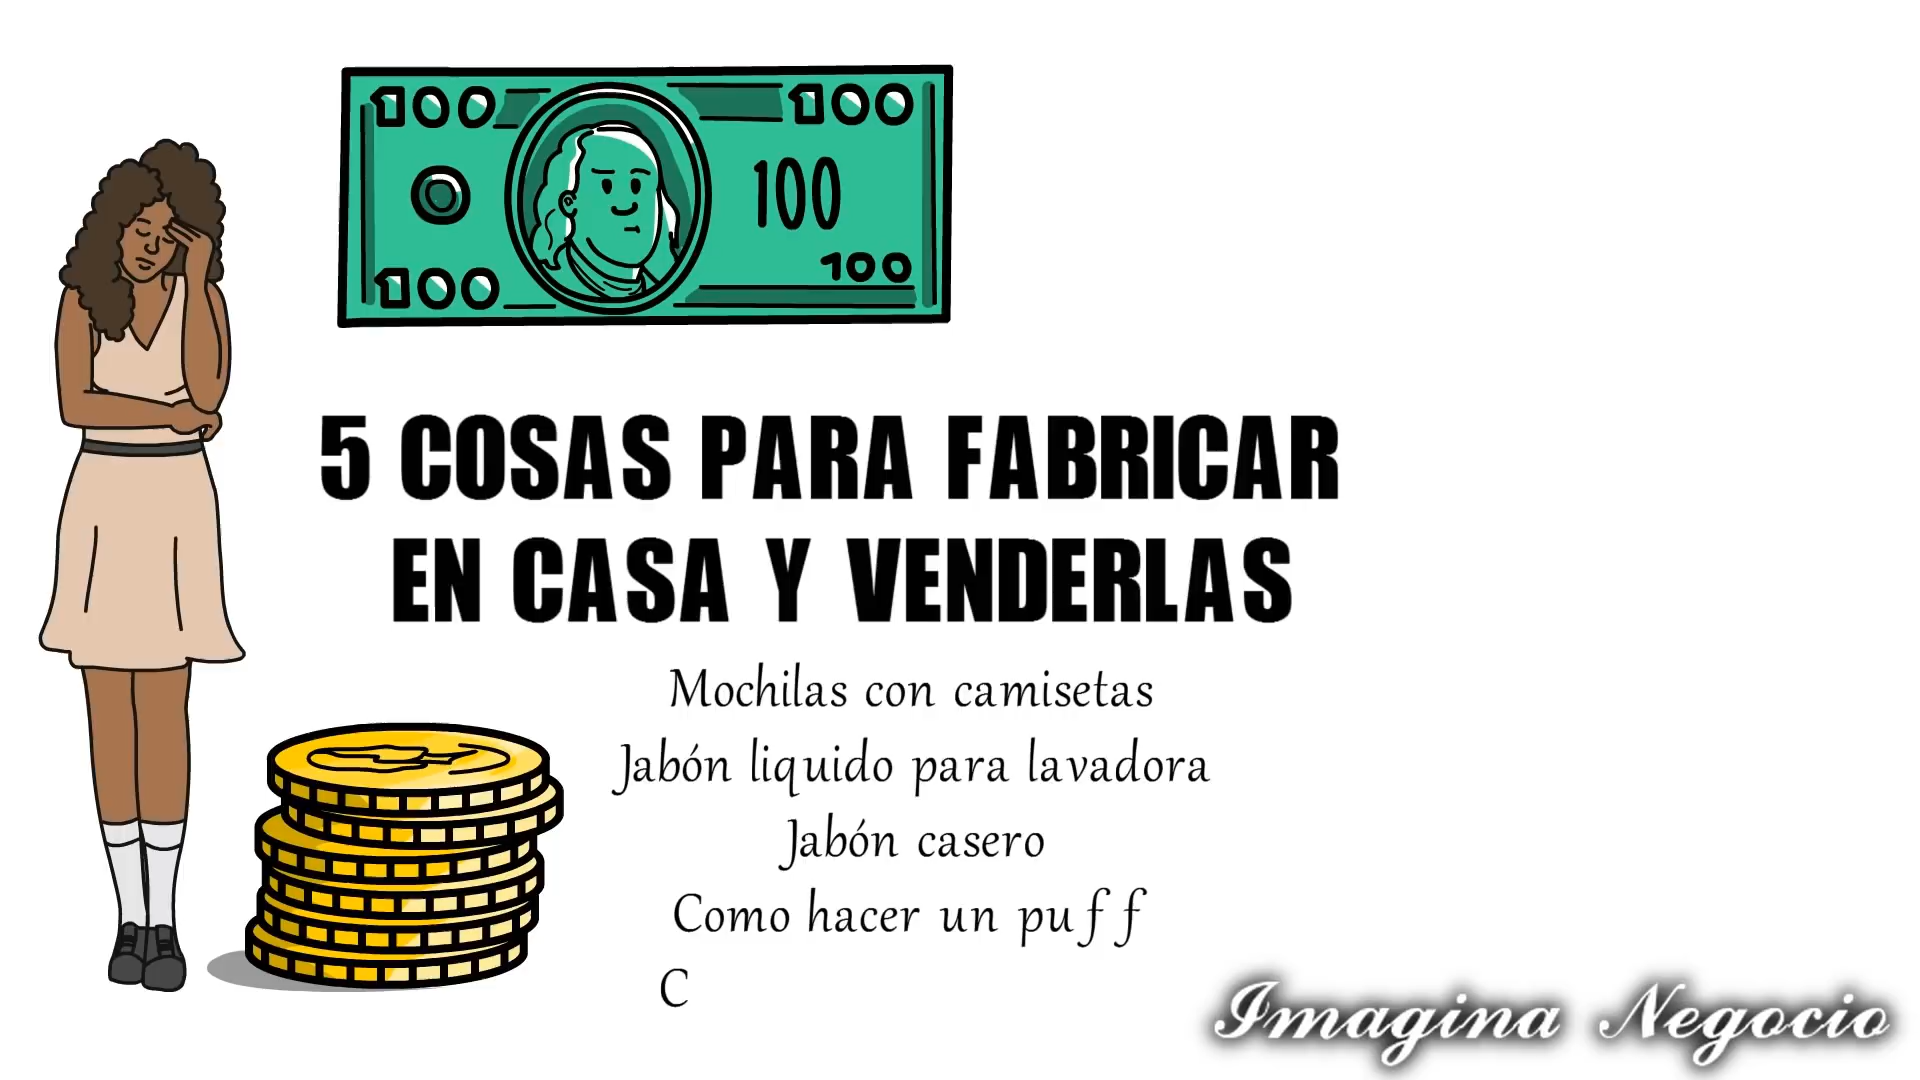 100 100
100
100 100
5 COSAS PARA FABRICAR
EN CASA Y VENDERLAS
Mochilas con camisetas
Jabón liquido para lavadora
Jabón casero
Como hacer un puff
C
Imagina Negocio